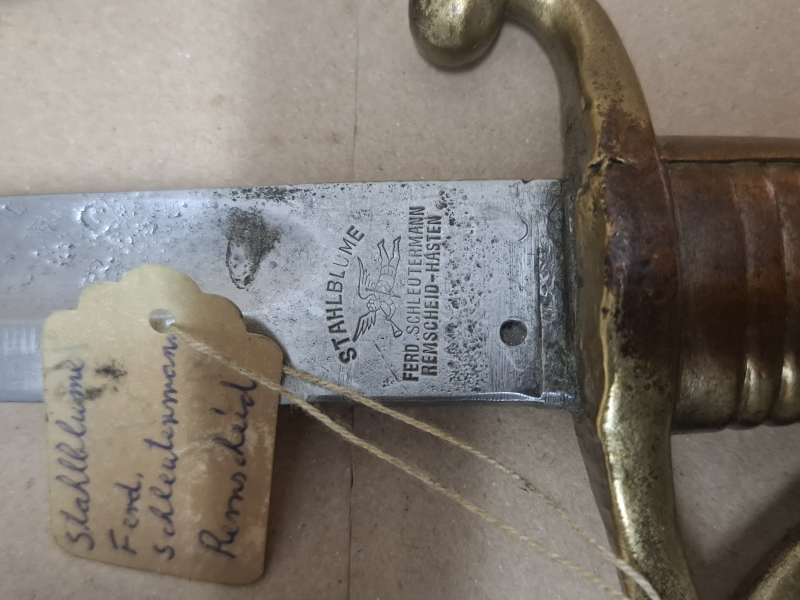 STAHLBLUME
FERD SCHLEUTERMANN
REMSCHEID-HASTEN
Stahlblume
Ferd.
Schleutermann
Remscheid